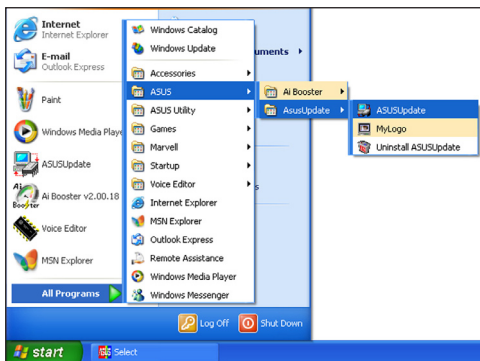 Internet
Internet Explorer
E-mail
Outlook Express
Paint
Windows Media Playe
ASUSUpdate
Ai Booster v2.00.18
Voice Editor
MSN Explorer
All Programs
Windows Catalog
Windows Update
Accessories
ASUS
ASUS Utility
Games
Marvell
Startup
Voice Editor
Internet Explorer
MSN Explorer
Outlook Express
Remote Assistance
Windows Media Player
Windows Messenger
uments
s
Ai Booster
AsusUpdate
ASUSUpdate
MyLogo
Uninstall ASUSUpdate
Log Off
Shut Down
start
Select